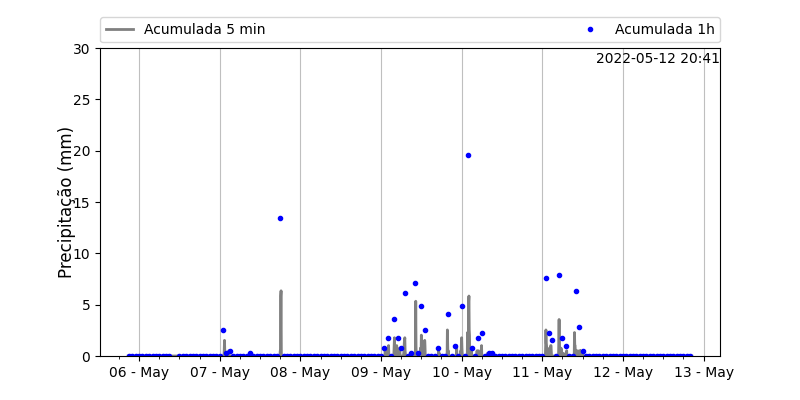 Acumulada 5 min
Acumulada 1h
2022-05-12 20:41
Precipitação (mm)
30
25
20
15
10
5
0
06 - May 07 - May 08 - May 09 - May 10 - May 11 - May 12 - May 13 - May